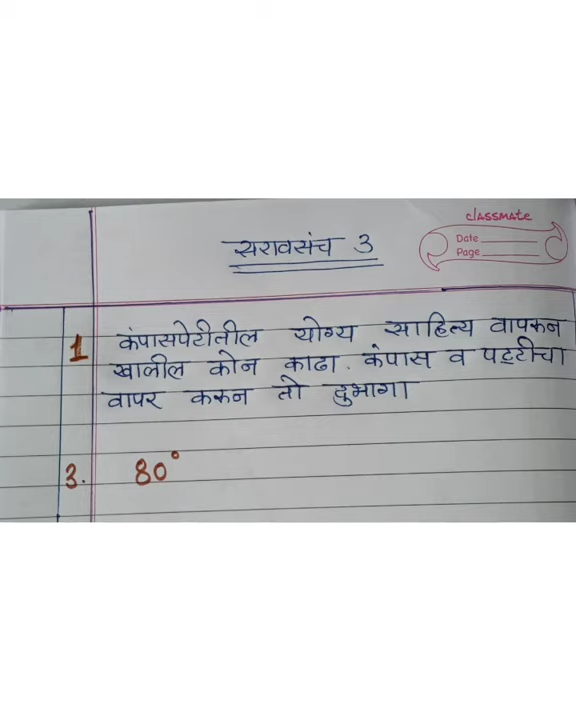 classmate
Date
Page
सरावसंच 3
1 कंपासपेटीतील योग्य साहित्य वापरून
खालील कोन काढा. कंपास व पट्टीचा
वापर करून तो दुभागा
3. 80°